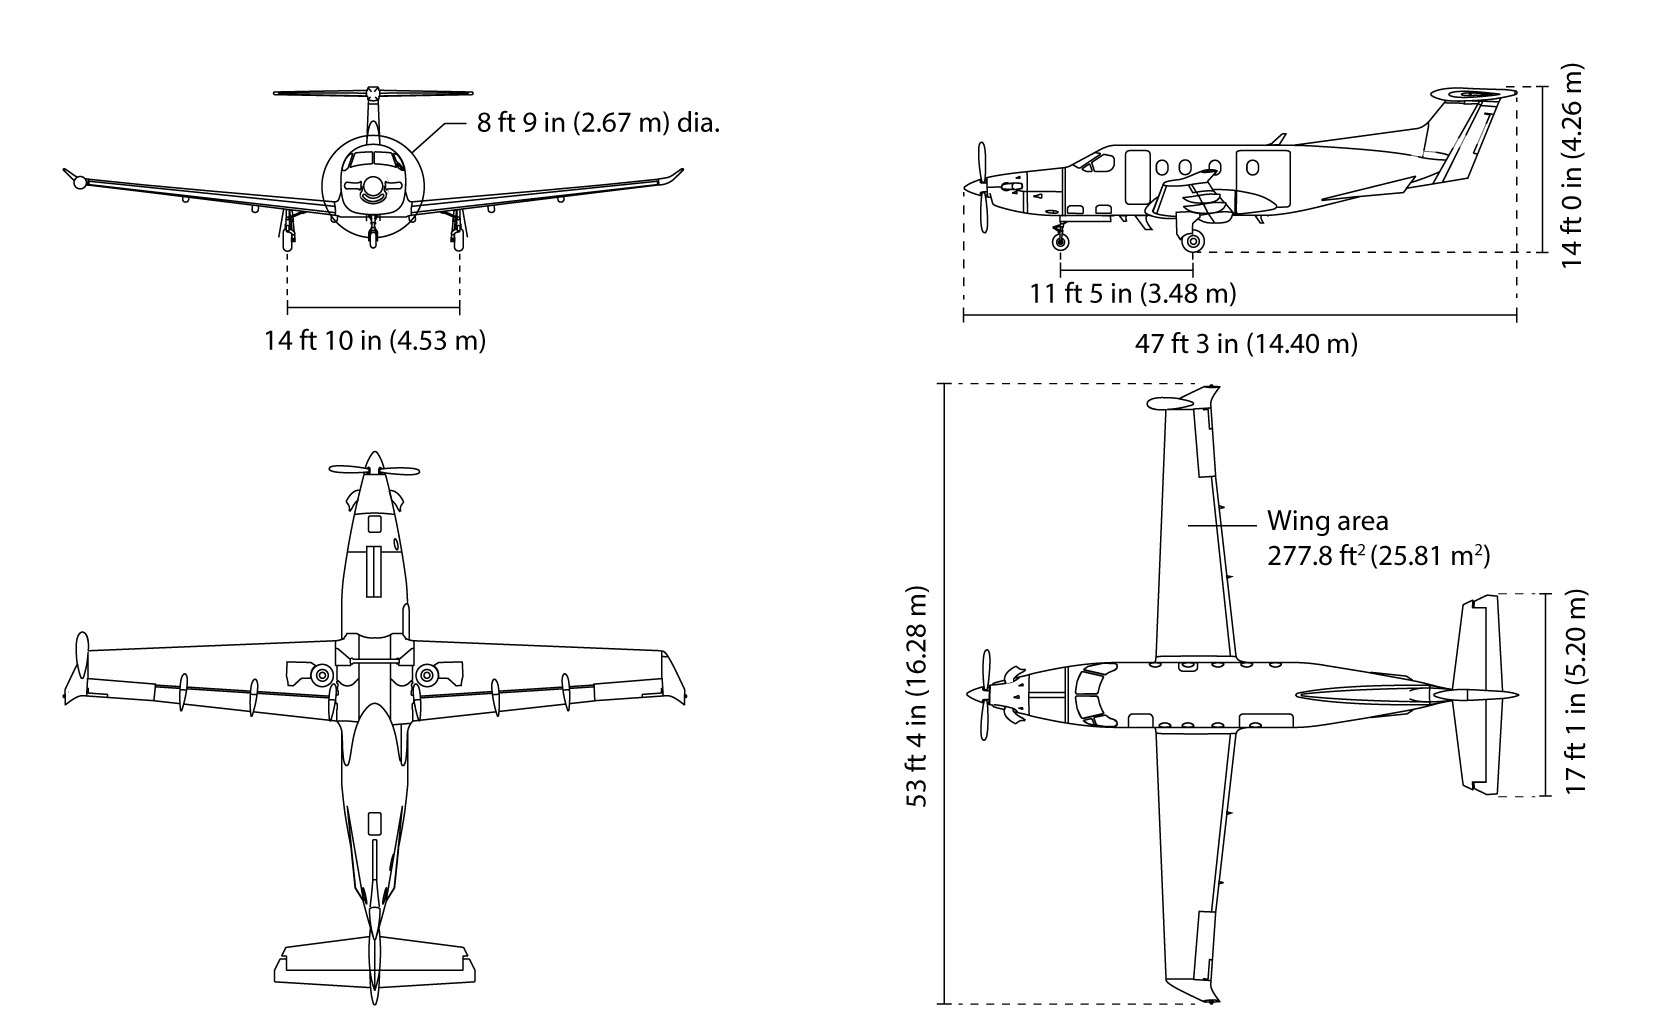 8 ft 9 in (2.67 m) dia.
14 ft 10 in (4.53 m)
14 ft 0 in (4.26 m)
11 ft 5 in (3.48 m)
47 ft 3 in (14.40 m)
53 ft 4 in (16.28 m)
Wing area
277.8 ft² (25.81 m²)
17 ft 1 in (5.20 m)